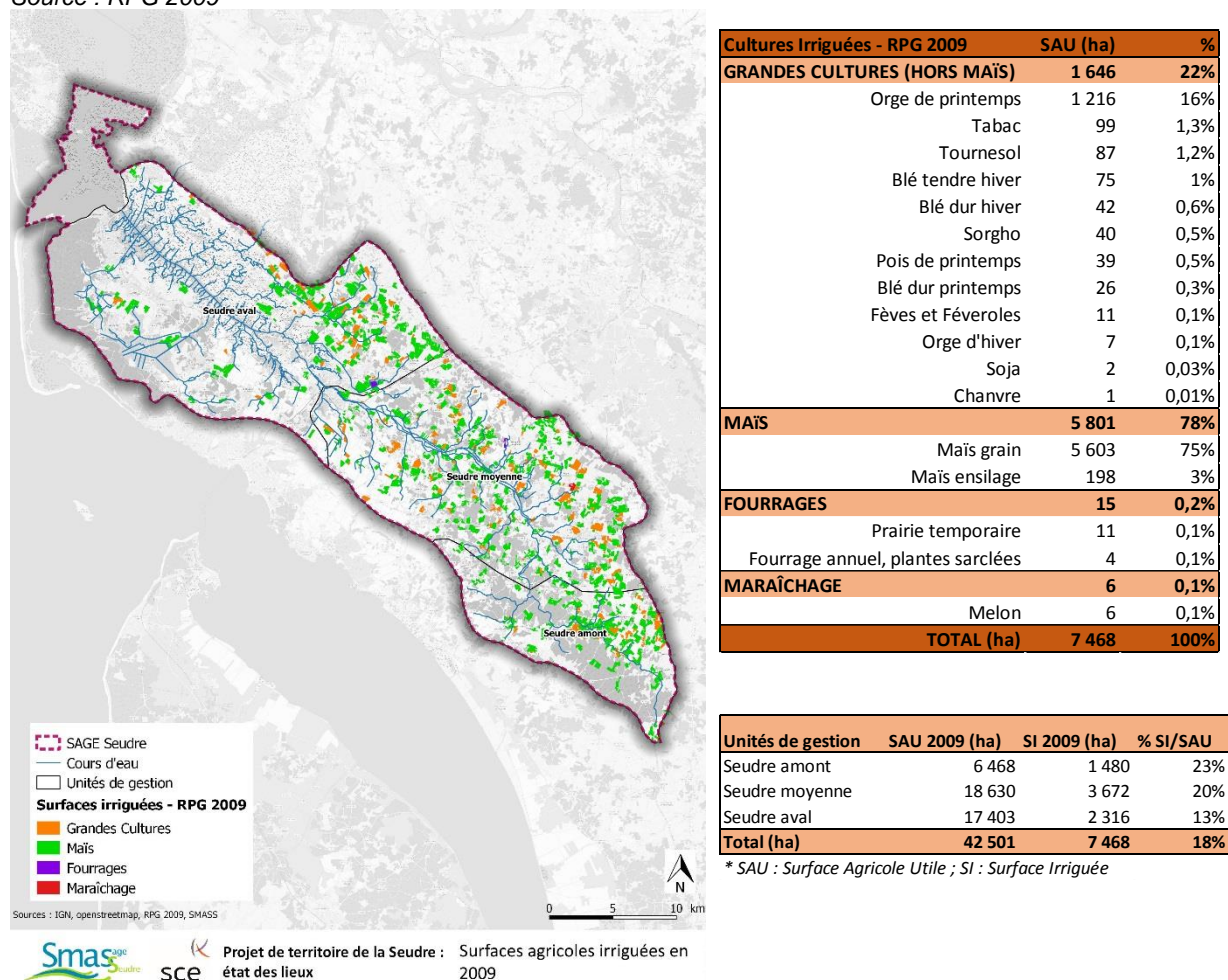 Source : RPG 2009
Seudre aval
Seudre moyenne
Seudre amont
SAGE Seudre
Cours d'eau
Unités de gestion
Surfaces irriguées - RPG 2009
Grandes Cultures
Maïs
Fourrages
Maraîchage
N
0 5 10 km
Sources : IGN, openstreetmap, RPG 2009, SMASS
Smass
sage
Seudre
sce
Projet de territoire de la Seudre :
état des lieux
Surfaces agricoles irriguées en
2009
Cultures Irriguées - RPG 2009 SAU (ha) %
GRANDES CULTURES (HORS MAÏS) 1 646 22%
Orge de printemps 1 216 16%
Tabac 99 1,3%
Tournesol 87 1,2%
Blé tendre hiver 75 1%
Blé dur hiver 42 0,6%
Sorgho 40 0,5%
Pois de printemps 39 0,5%
Blé dur printemps 26 0,3%
Fèves et Féveroles 11 0,1%
Orge d'hiver 7 0,1%
Soja 2 0,03%
Chanvre 1 0,01%
MAÏS 5 801 78%
Maïs grain 5 603 75%
Maïs ensilage 198 3%
FOURRAGES 15 0,2%
Prairie temporaire 11 0,1%
Fourrage annuel, plantes sarclées 4 0,1%
MARAÎCHAGE 6 0,1%
Melon 6 0,1%
TOTAL (ha) 7 468 100%
Unités de gestion SAU 2009 (ha) SI 2009 (ha) % SI/SAU
Seudre amont 6 468 1 480 23%
Seudre moyenne 18 630 3 672 20%
Seudre aval 17 403 2 316 13%
Total (ha) 42 501 7 468 18%
* SAU : Surface Agricole Utile ; SI : Surface Irriguée